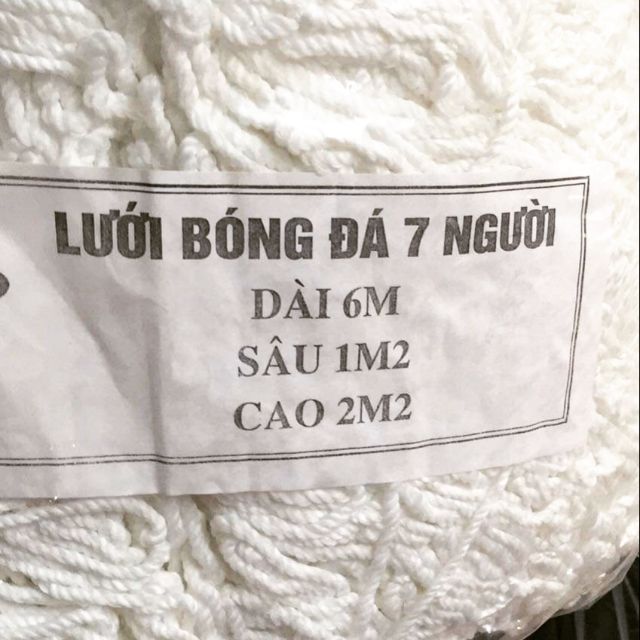 LƯỚI BÓNG ĐÁ 7 NGƯỜI
DÀI 6M
SÂU 1M2
CAO 2M2